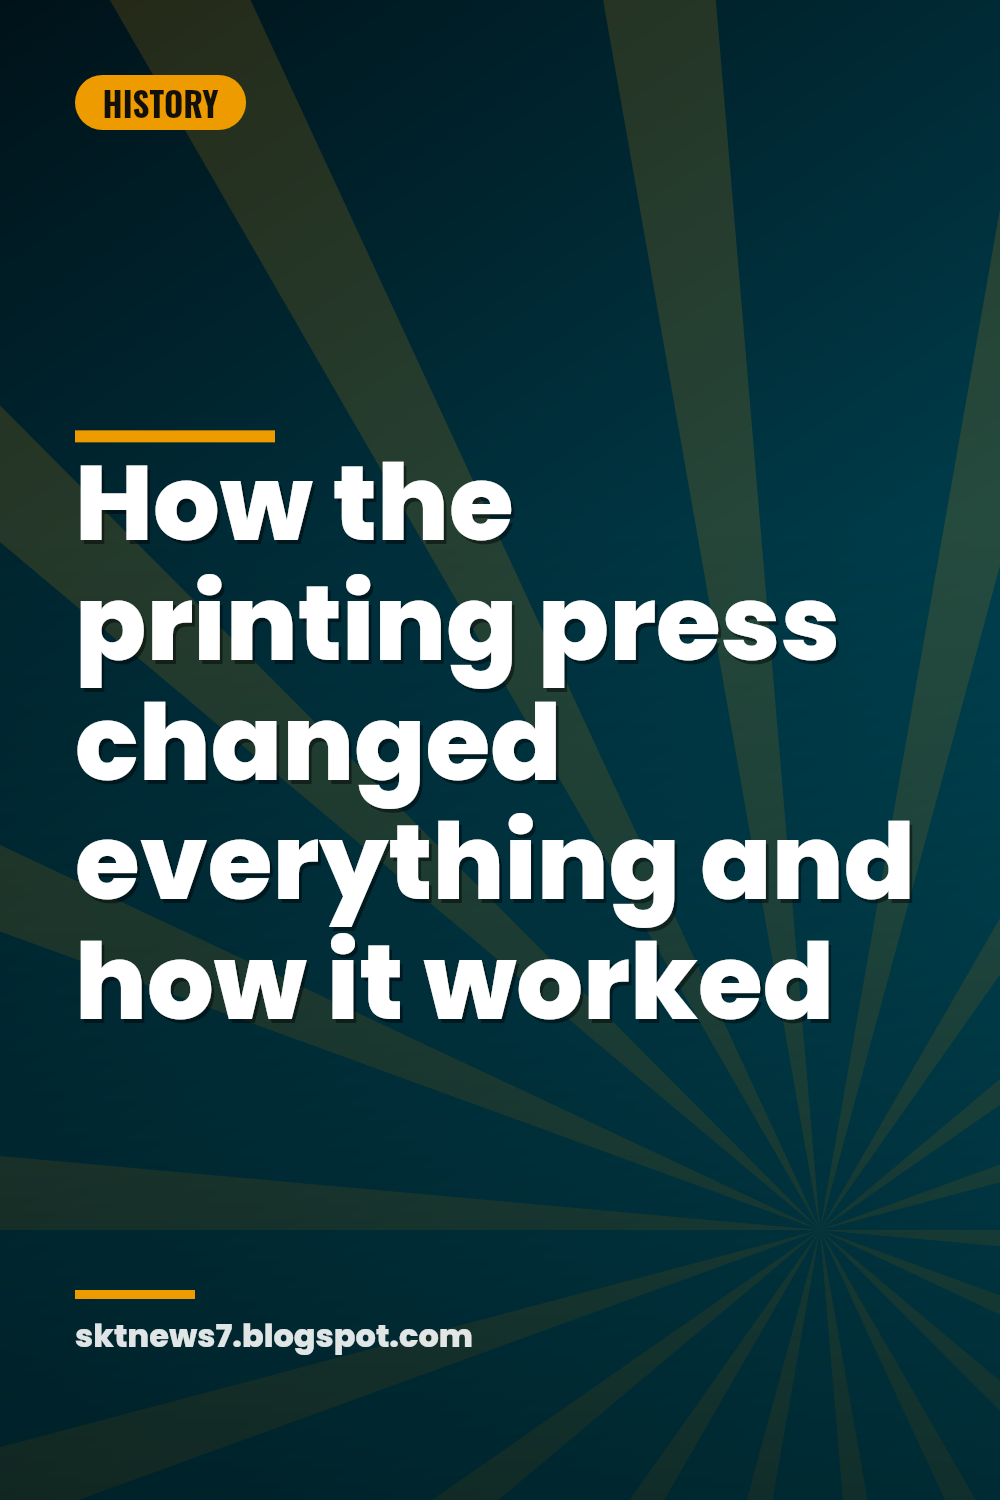 HISTORY
How the
printing press
changed
everything and
how it worked
sktnews7.blogspot.com